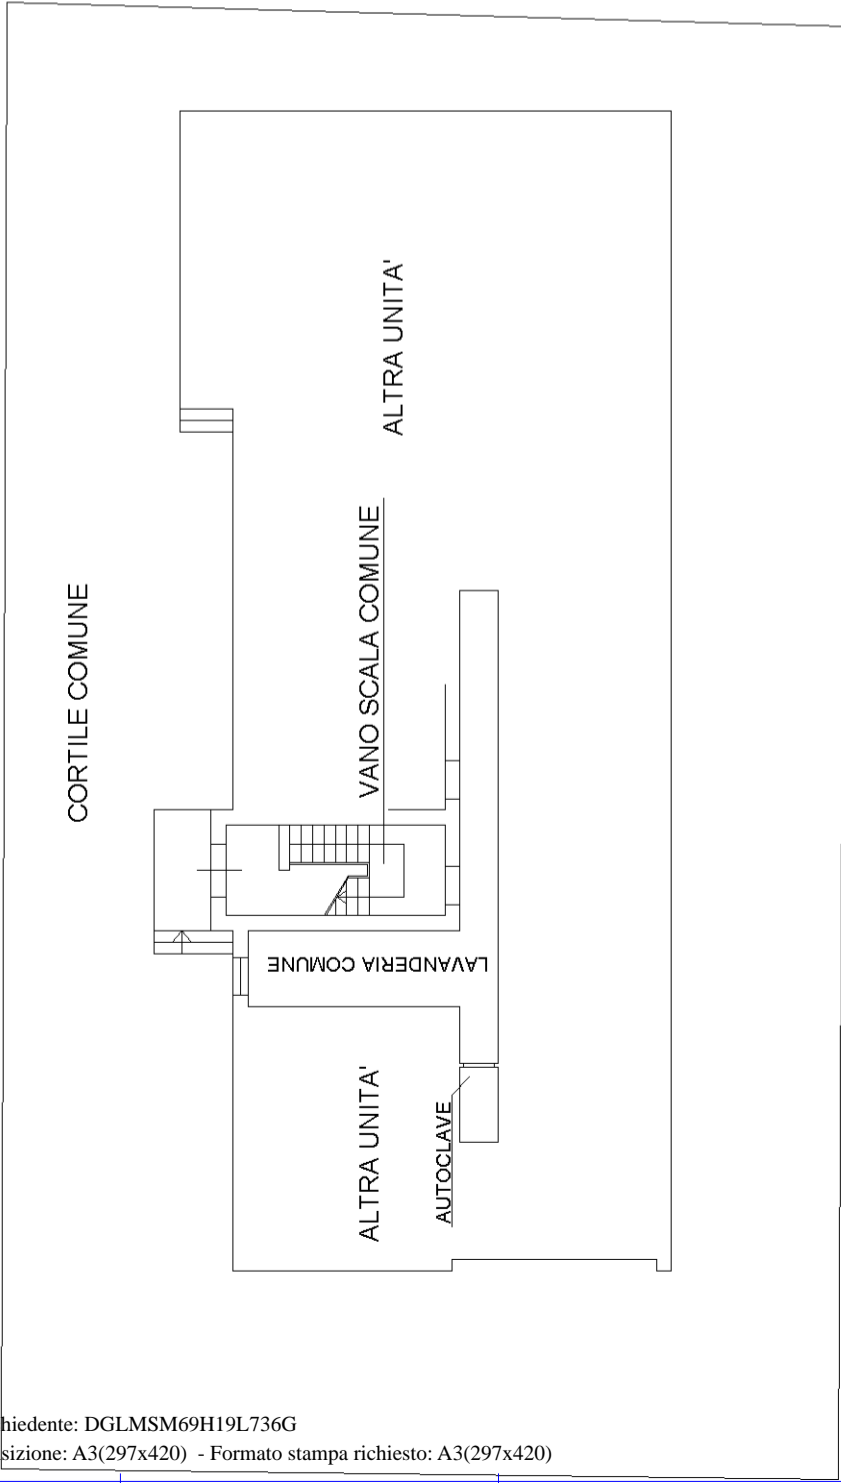 ALTRA UNITA'
VANO SCALA COMUNE
CORTILE COMUNE
LAVANDERIA COMUNE
ALTRA UNITA'
AUTOCLAVE
hiedente: DGLMSM69H19L736G
sizione: A3(297x420) - Formato stampa richiesto: A3(297x420)